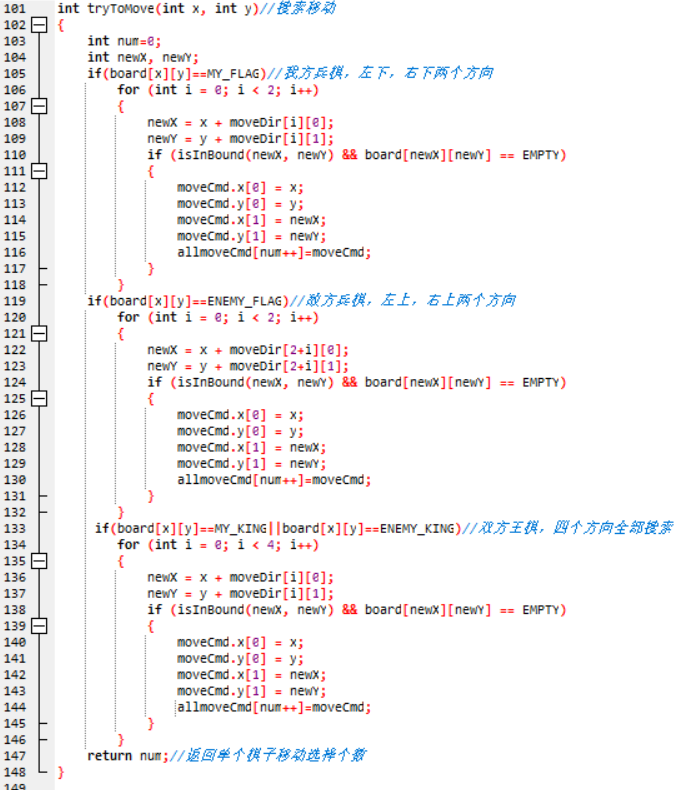 101 int tryToMove(int x, int y)//搜索移动
102 {
103 int num=0;
104 int newX, newY;
105 if(board[x][y]==MY_FLAG)//我方兵棋，左下，右下两个方向
106 for (int i = 0; i < 2; i++)
107 {
108 newX = x + moveDir[i][0];
109 newY = y + moveDir[i][1];
110 if (isInBound(newX, newY) && board[newX][newY] == EMPTY)
111 {
112 moveCmd.x[0] = x;
113 moveCmd.y[0] = y;
114 moveCmd.x[1] = newX;
115 moveCmd.y[1] = newY;
116 allmoveCmd[num++]=moveCmd;
117 }
118 }
119 if(board[x][y]==ENEMY_FLAG)//敌方兵棋，左上，右上两个方向
120 for (int i = 0; i < 2; i++)
121 {
122 newX = x + moveDir[2+i][0];
123 newY = y + moveDir[2+i][1];
124 if (isInBound(newX, newY) && board[newX][newY] == EMPTY)
125 {
126 moveCmd.x[0] = x;
127 moveCmd.y[0] = y;
128 moveCmd.x[1] = newX;
129 moveCmd.y[1] = newY;
130 allmoveCmd[num++]=moveCmd;
131 }
132 }
133 if(board[x][y]==MY_KING||board[x][y]==ENEMY_KING)//双方王棋，四个方向全部搜索
134 for (int i = 0; i < 4; i++)
135 {
136 newX = x + moveDir[i][0];
137 newY = y + moveDir[i][1];
138 if (isInBound(newX, newY) && board[newX][newY] == EMPTY)
139 {
140 moveCmd.x[0] = x;
141 moveCmd.y[0] = y;
142 moveCmd.x[1] = newX;
143 moveCmd.y[1] = newY;
144 allmoveCmd[num++]=moveCmd;
145 }
146 }
147 return num;//返回单个棋子移动选择个数
148 }
149